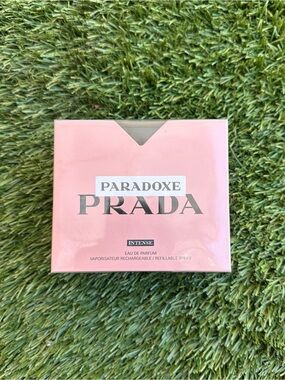 PARADOXE
PRADA
INTENSE
EAU DE PARFUM
VAPORISATEUR RECHARGEABLE / REFILLABLE SPRAY